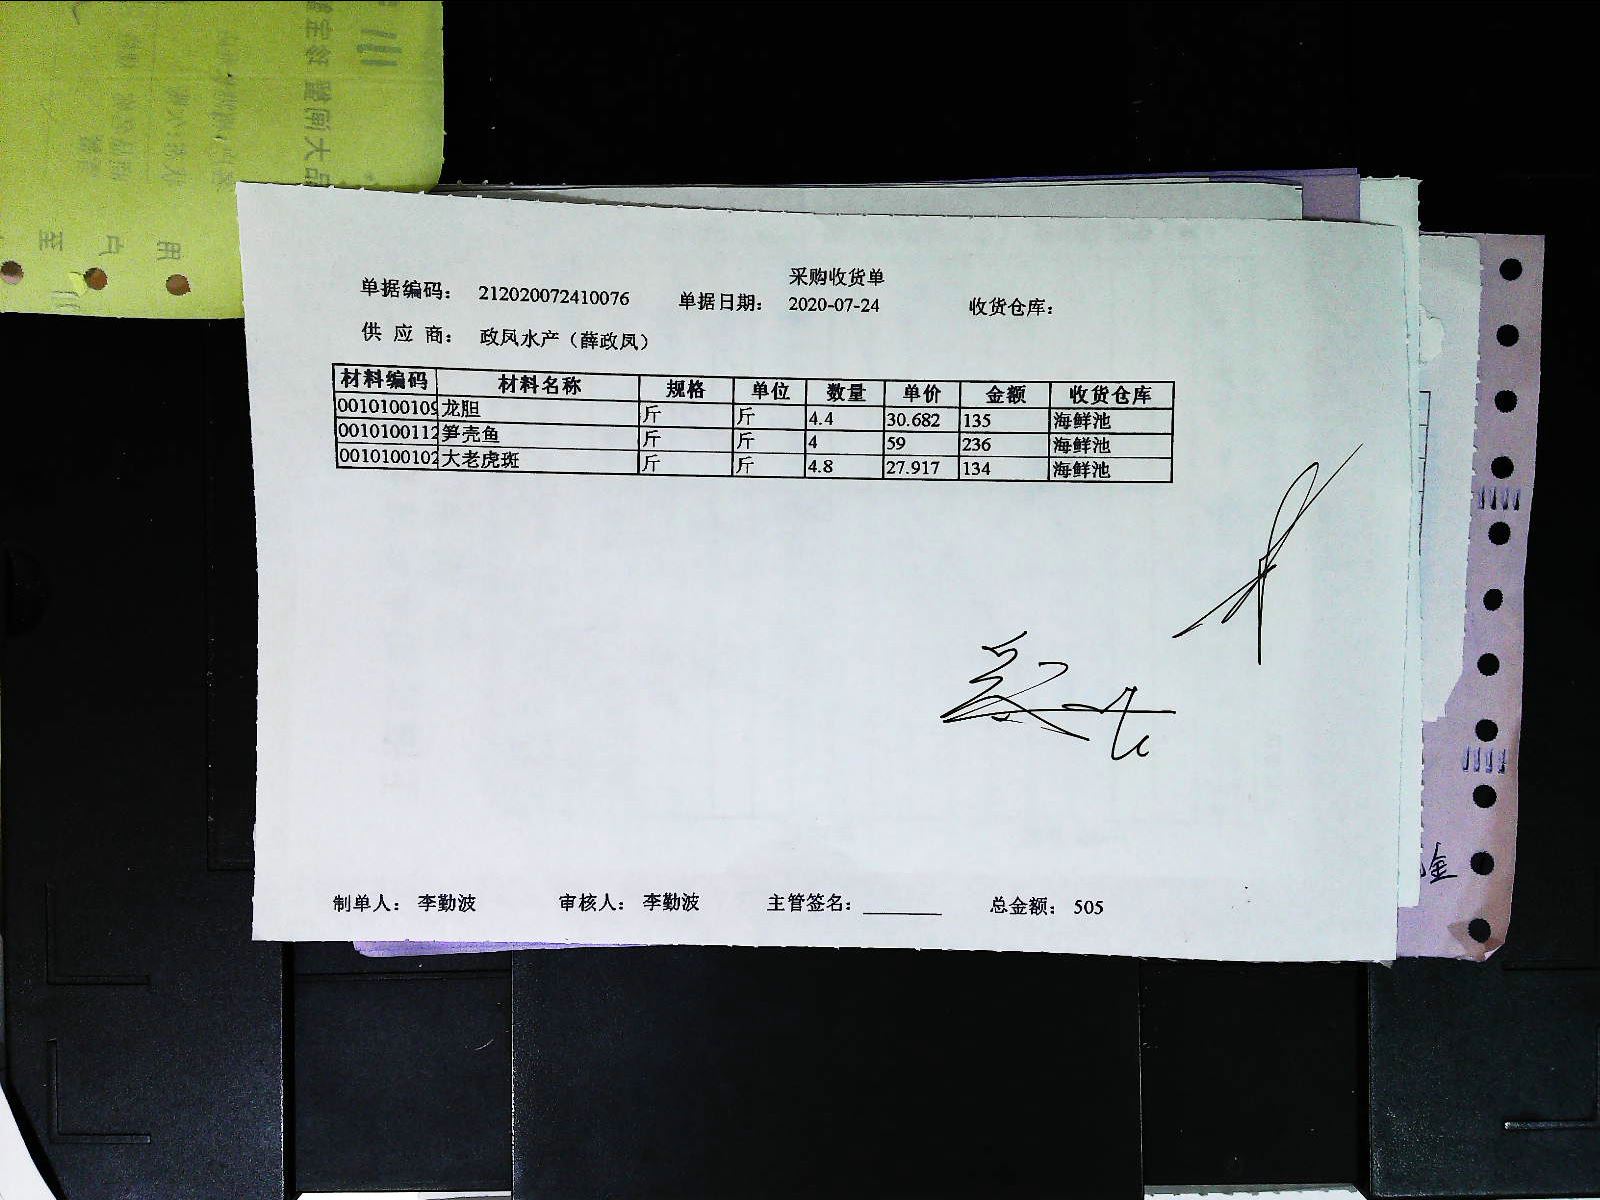 采购收货单
单据编码： 212020072410076 单据日期： 2020-07-24 收货仓库：
供 应 商： 政凤水产（薛政凤）
材料编码 材料名称 规格 单位 数量 单价 金额 收货仓库
0010100109 龙胆 斤 斤 4.4 30.682 135 海鲜池
0010100112 笋壳鱼 斤 斤 4 59 236 海鲜池
0010100102 大老虎斑 斤 斤 4.8 27.917 134 海鲜池
制单人： 李勤波 审核人： 李勤波 主管签名： 总金额： 505
金